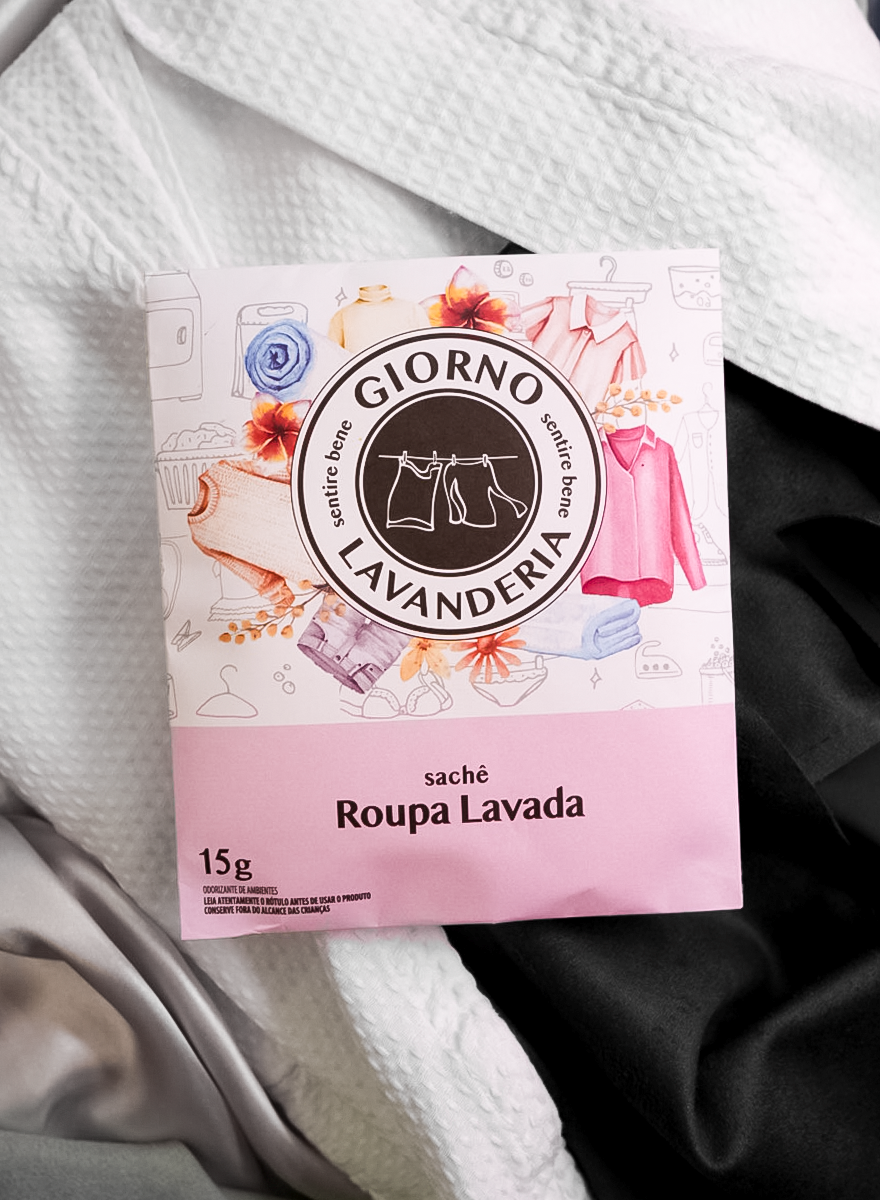 GIORNO
sentire bene
sentire bene
LAVANDERIA
sachê
Roupa Lavada
15g
ODORIZANTE DE AMBIENTES
LEIA ATENTAMENTE O RÓTULO ANTES DE USAR O PRODUTO
CONSERVE FORA DO ALCANCE DAS CRIANÇAS